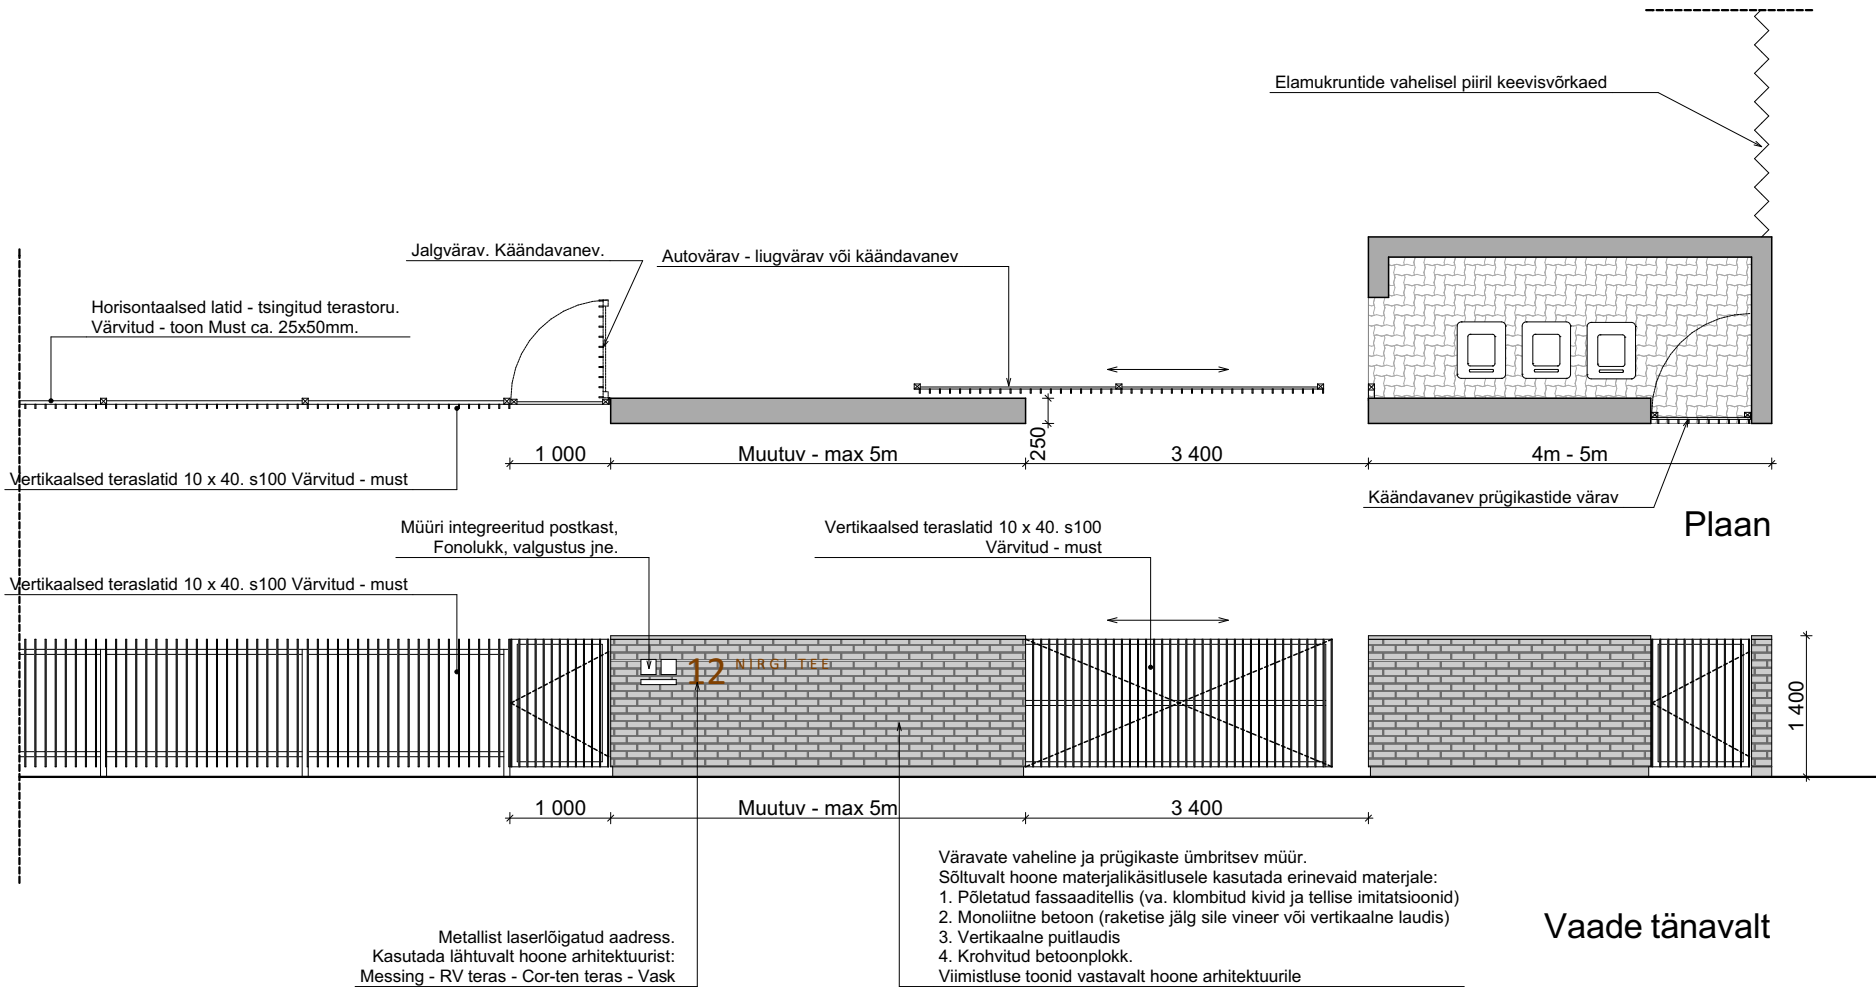 Elamukruntide vahelisel piiril keevisvõrkaed
Jalgvärav. Käändavanev.
Autovärav - liugvärav või käändavanev
Horisontaalsed latid - tsingitud terastoru.
Värvitud - toon Must ca. 25x50mm.
250
1 000
Muutuv - max 5m
3 400
4m - 5m
Vertikaalsed teraslatid 10 x 40. s100 Värvitud - must
Käändavanev prügikastide värav
Plaan
Müüri integreeritud postkast,
Fonolukk, valgustus jne.
Vertikaalsed teraslatid 10 x 40. s100
Värvitud - must
Vertikaalsed teraslatid 10 x 40. s100 Värvitud - must
12 NIRGI TEE
1 400
1 000
Muutuv - max 5m
3 400
Väravate vaheline ja prügikaste ümbritsev müür.
Sõltuvalt hoone materjalikäsitlusele kasutada erinevaid materjale:
1. Põletatud fassaaditellis (va. klombitud kivid ja tellise imitatsioonid)
2. Monoliitne betoon (raketise jälg sile vineer või vertikaalne laudis)
3. Vertikaalne puitlaudis
4. Krohvitud betoonplokk.
Viimistluse toonid vastavalt hoone arhitektuurile
Metallist laserlõigatud aadress.
Kasutada lähtuvalt hoone arhitektuurist:
Messing - RV teras - Cor-ten teras - Vask
Vaade tänavalt